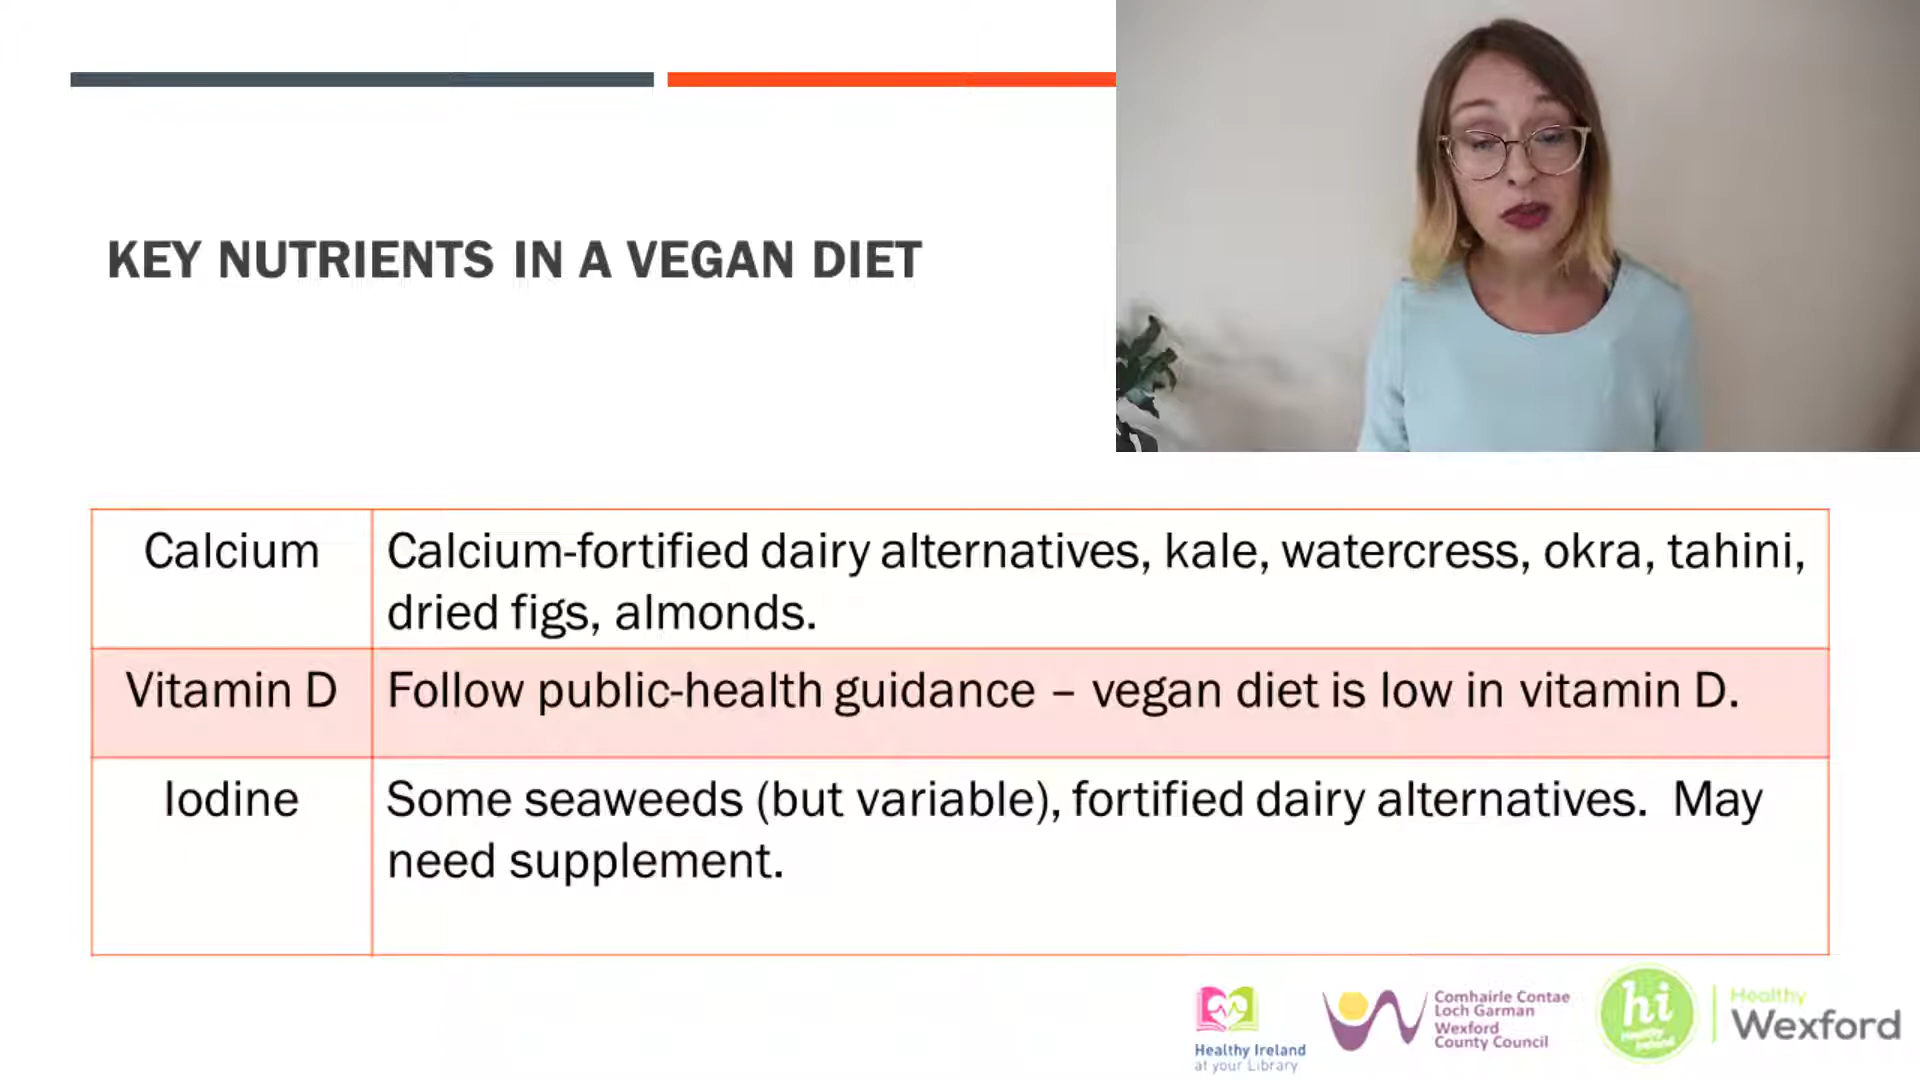 KEY NUTRIENTS IN A VEGAN DIET
Calcium
Calcium-fortified dairy alternatives, kale, watercress, okra, tahini,
dried figs, almonds.
Vitamin D
Follow public-health guidance – vegan diet is low in vitamin D.
Iodine
Some seaweeds (but variable), fortified dairy alternatives.  May
need supplement.
Healthy Ireland
at your Library
Comhairle Contae
Loch Garman
Wexford
County Council
hi
Healthy
Ireland
Healthy
Wexford